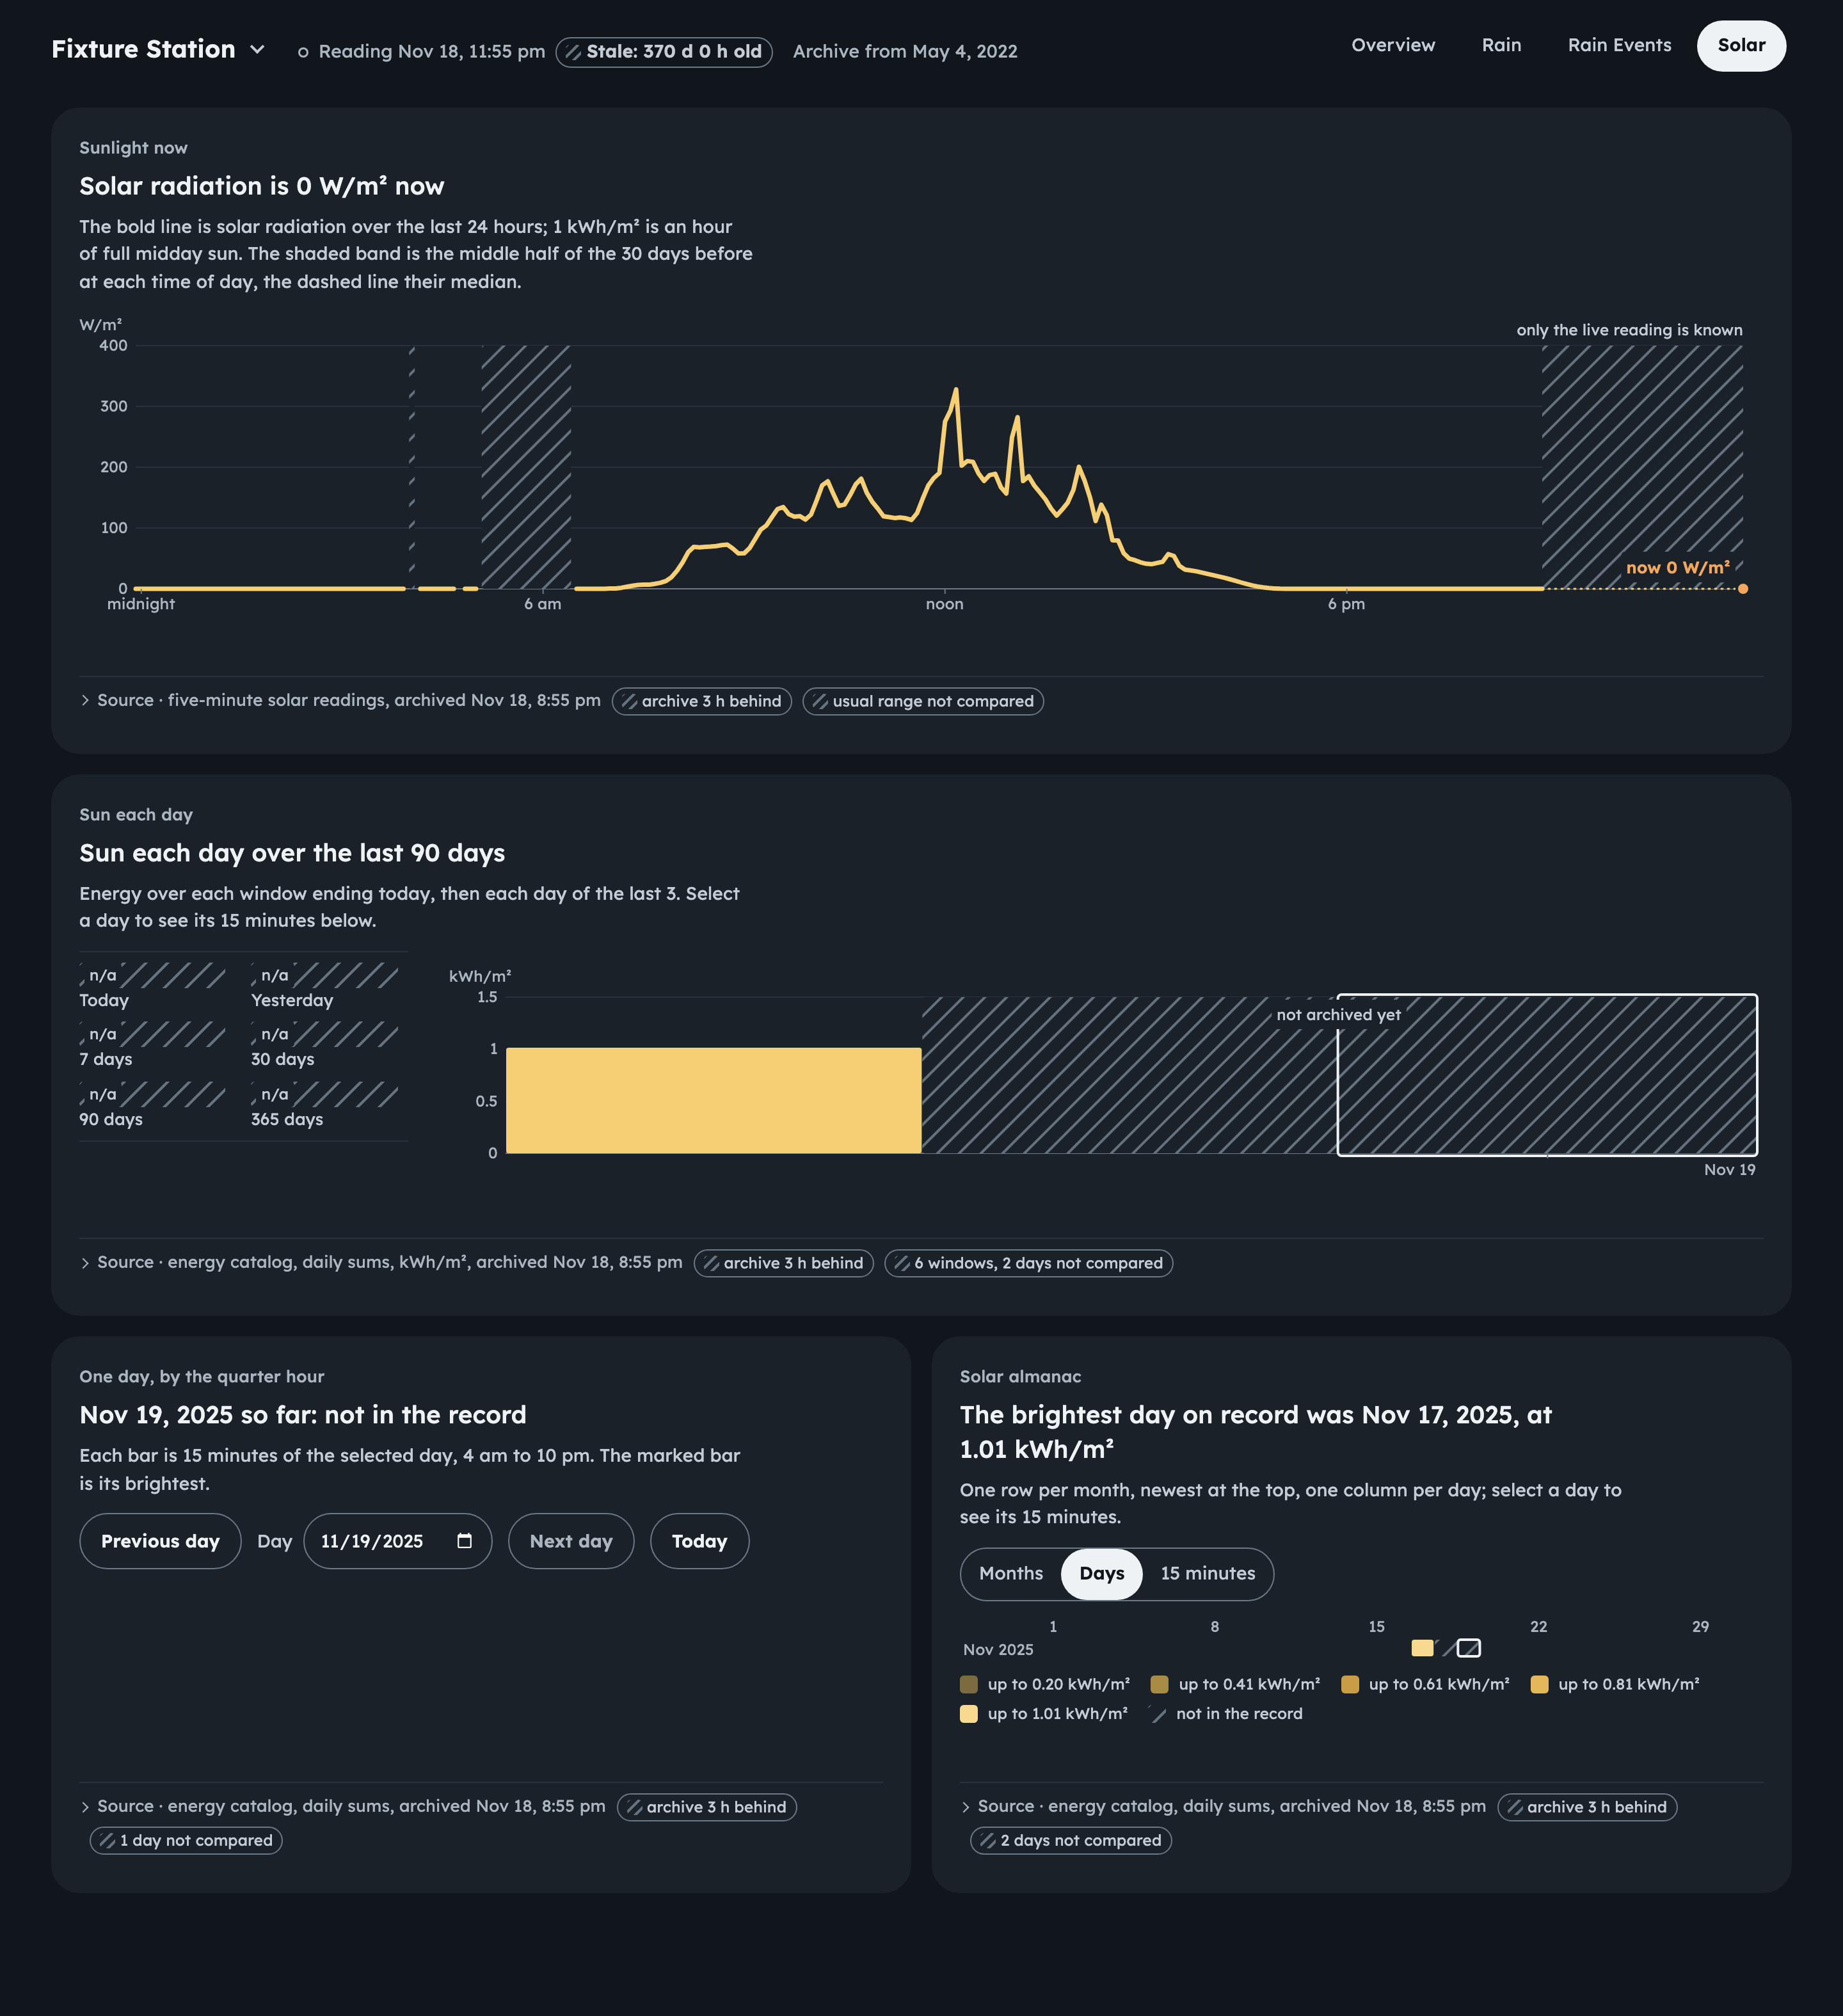 Fixture Station
Reading Nov 18, 11:55 pm
Stale: 370 d 0 h old
Archive from May 4, 2022
Overview
Rain
Rain Events
Solar
Sunlight now
Solar radiation is 0 W/m² now
The bold line is solar radiation over the last 24 hours; 1 kWh/m² is an hour
of full midday sun. The shaded band is the middle half of the 30 days before
at each time of day, the dashed line their median.
W/m²
only the live reading is known
400
300
200
100
0
now 0 W/m²
midnight
6 am
noon
6 pm
Source · five-minute solar readings, archived Nov 18, 8:55 pm
archive 3 h behind
usual range not compared
Sun each day
Sun each day over the last 90 days
Energy over each window ending today, then each day of the last 3. Select
a day to see its 15 minutes below.
n/a
Today
n/a
Yesterday
n/a
7 days
n/a
30 days
n/a
90 days
n/a
365 days
kWh/m²
1.5
1
0.5
0
not archived yet
Nov 19
Source · energy catalog, daily sums, kWh/m², archived Nov 18, 8:55 pm
archive 3 h behind
6 windows, 2 days not compared
One day, by the quarter hour
Nov 19, 2025 so far: not in the record
Each bar is 15 minutes of the selected day, 4 am to 10 pm. The marked bar
is its brightest.
Previous day
Day
11/19/2025
Next day
Today
Source · energy catalog, daily sums, archived Nov 18, 8:55 pm
archive 3 h behind
1 day not compared
Solar almanac
The brightest day on record was Nov 17, 2025, at
1.01 kWh/m²
One row per month, newest at the top, one column per day; select a day to
see its 15 minutes.
Months
Days
15 minutes
1
8
15
22
29
Nov 2025
up to 0.20 kWh/m²
up to 0.41 kWh/m²
up to 0.61 kWh/m²
up to 0.81 kWh/m²
up to 1.01 kWh/m²
not in the record
Source · energy catalog, daily sums, archived Nov 18, 8:55 pm
archive 3 h behind
2 days not compared